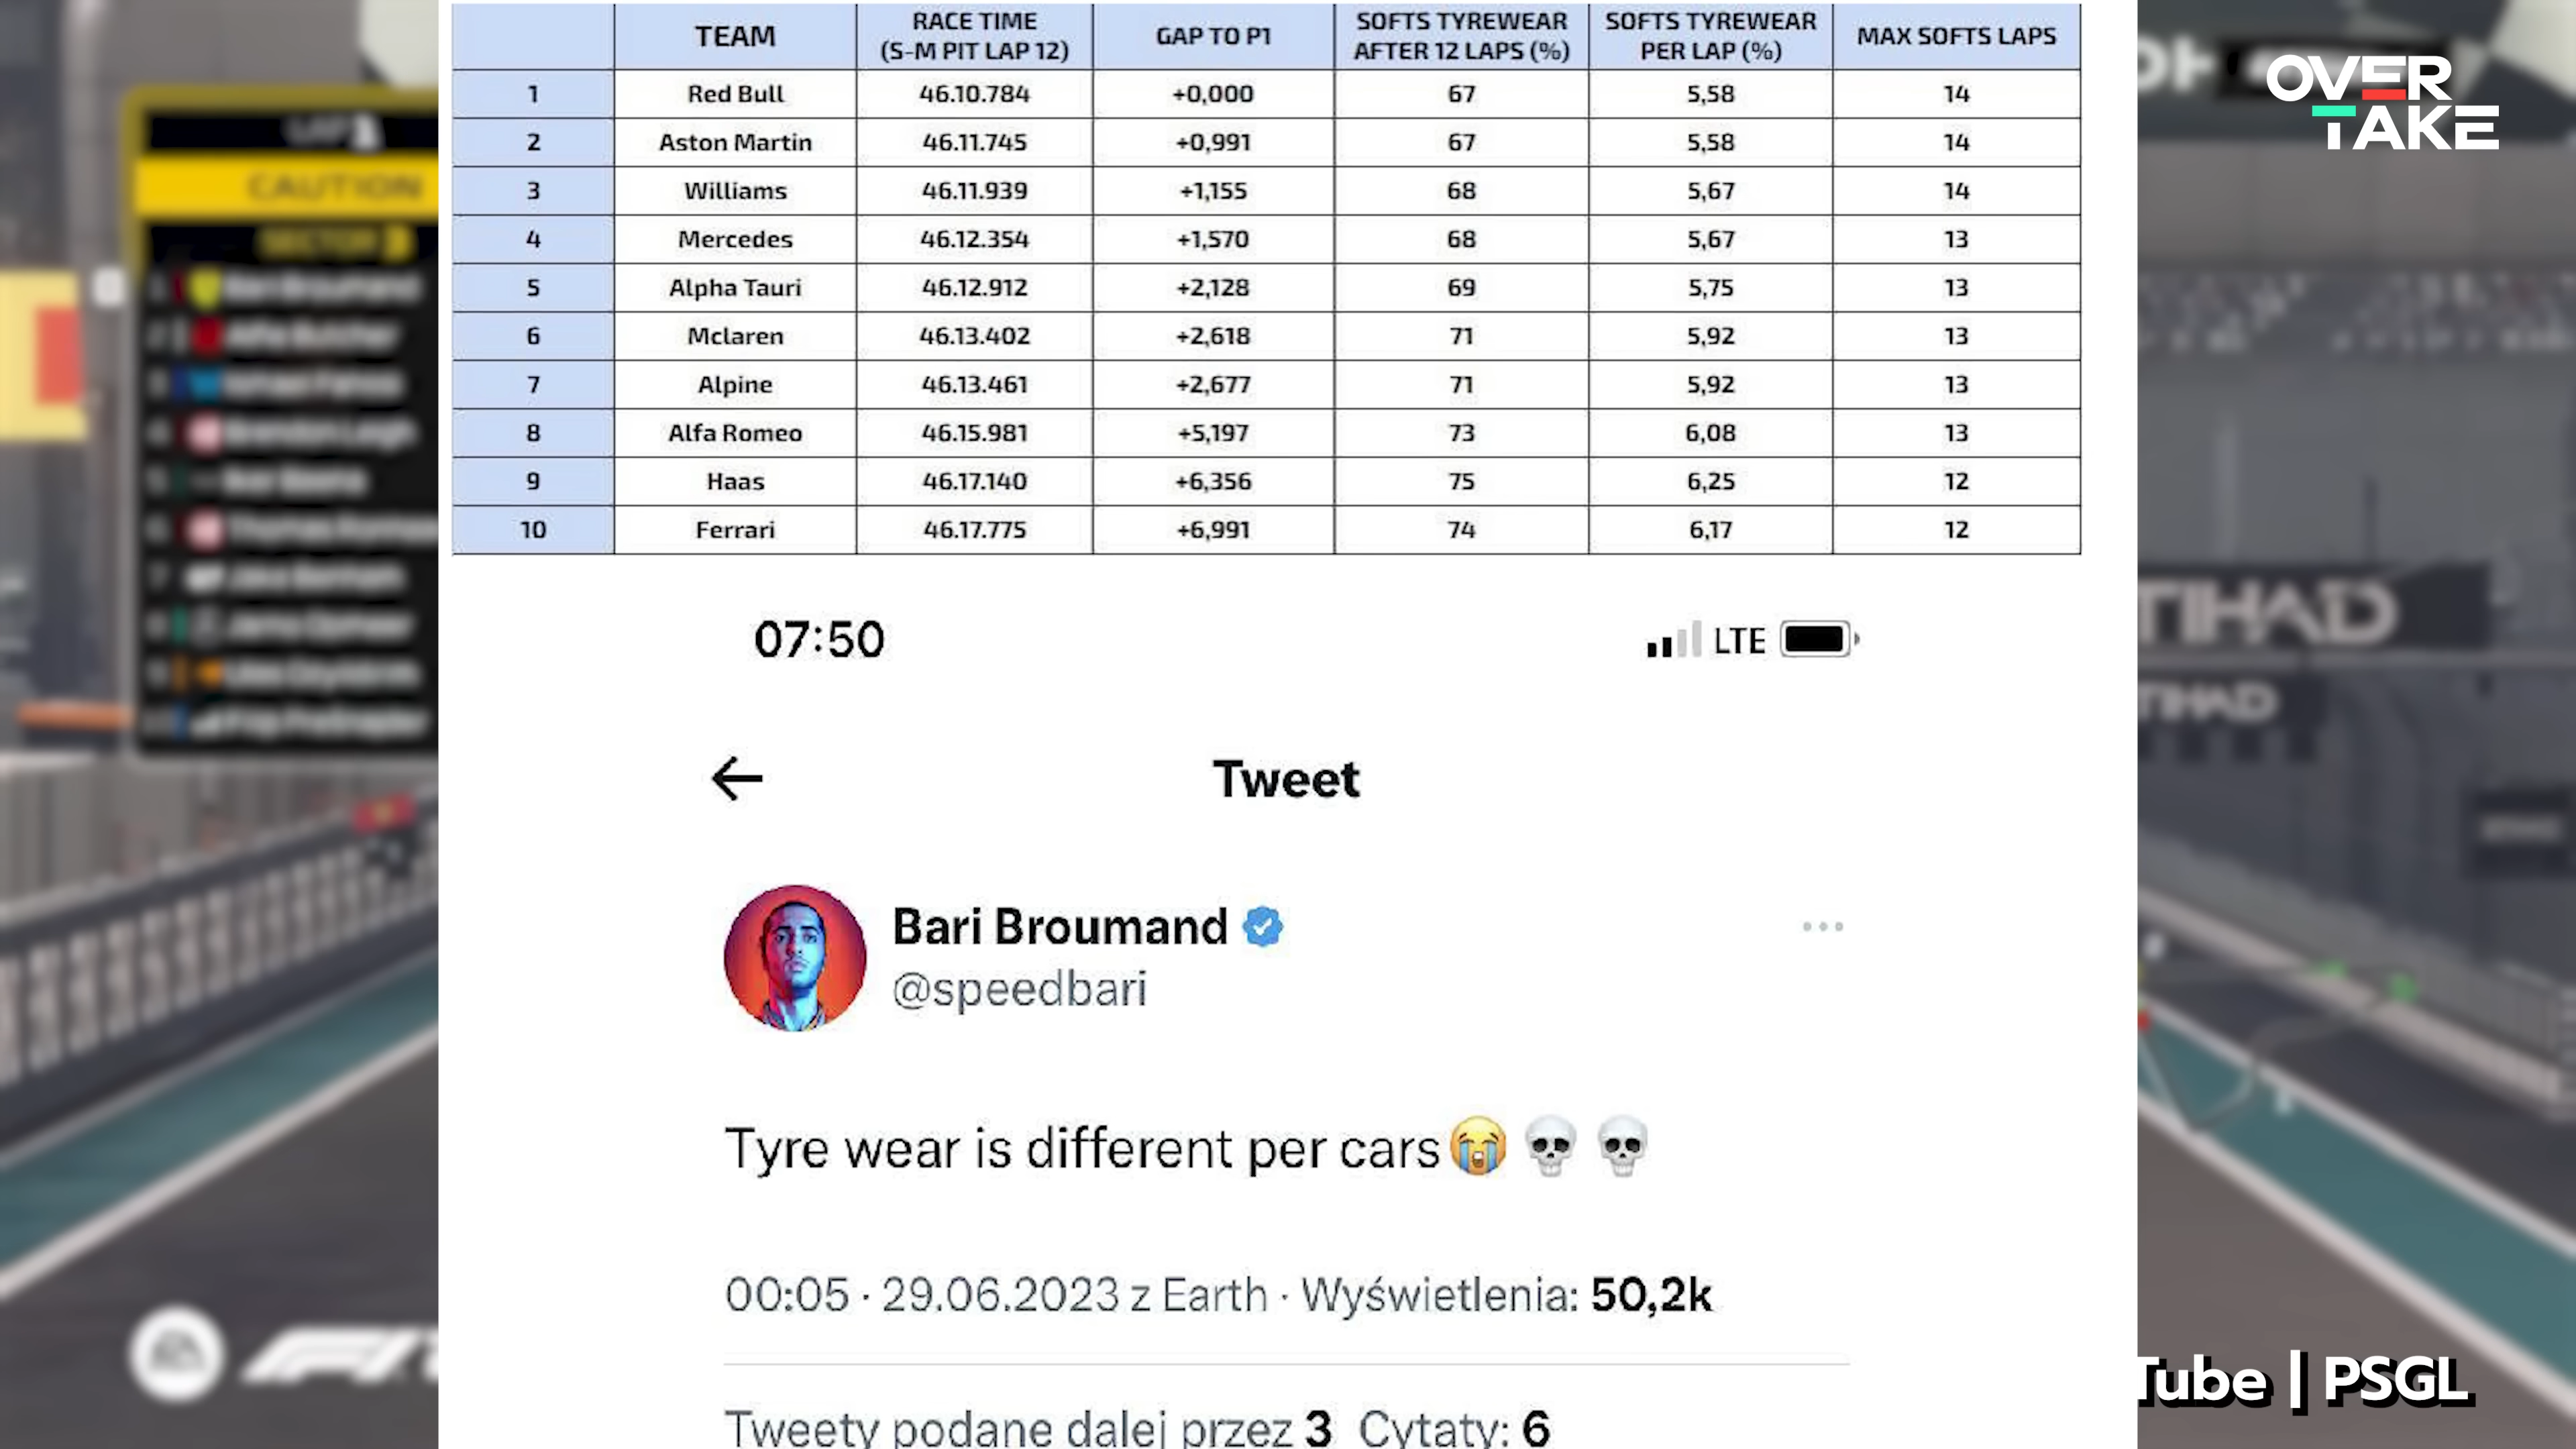 TEAM RACE TIME (S-M PIT LAP 12) GAP TO P1 SOFTS TYREWEAR AFTER 12 LAPS (%) SOFTS TYREWEAR PER LAP (%) MAX SOFTS LAPS
1 Red Bull 46.10.784 +0,000 67 5,58 14
2 Aston Martin 46.11.745 +0,991 67 5,58 14
3 Williams 46.11.939 +1,155 68 5,67 14
4 Mercedes 46.12.354 +1,570 68 5,67 13
5 Alpha Tauri 46.12.912 +2,128 69 5,75 13
6 Mclaren 46.13.402 +2,618 71 5,92 13
7 Alpine 46.13.461 +2,677 71 5,92 13
8 Alfa Romeo 46.15.981 +5,197 73 6,08 13
9 Haas 46.17.140 +6,356 75 6,25 12
10 Ferrari 46.17.775 +6,991 74 6,17 12
OVER
TAKE
CAUTION
SECTOR
TIHAD
TIHAD
07:50 LTE
Tweet
Bari Broumand
@speedbari
Tyre wear is different per cars😭 💀 💀
00:05 · 29.06.2023 z Earth · Wyświetlenia: 50,2k
Tweety podane dalej przez 3 Cytaty: 6
Tube | PSGL